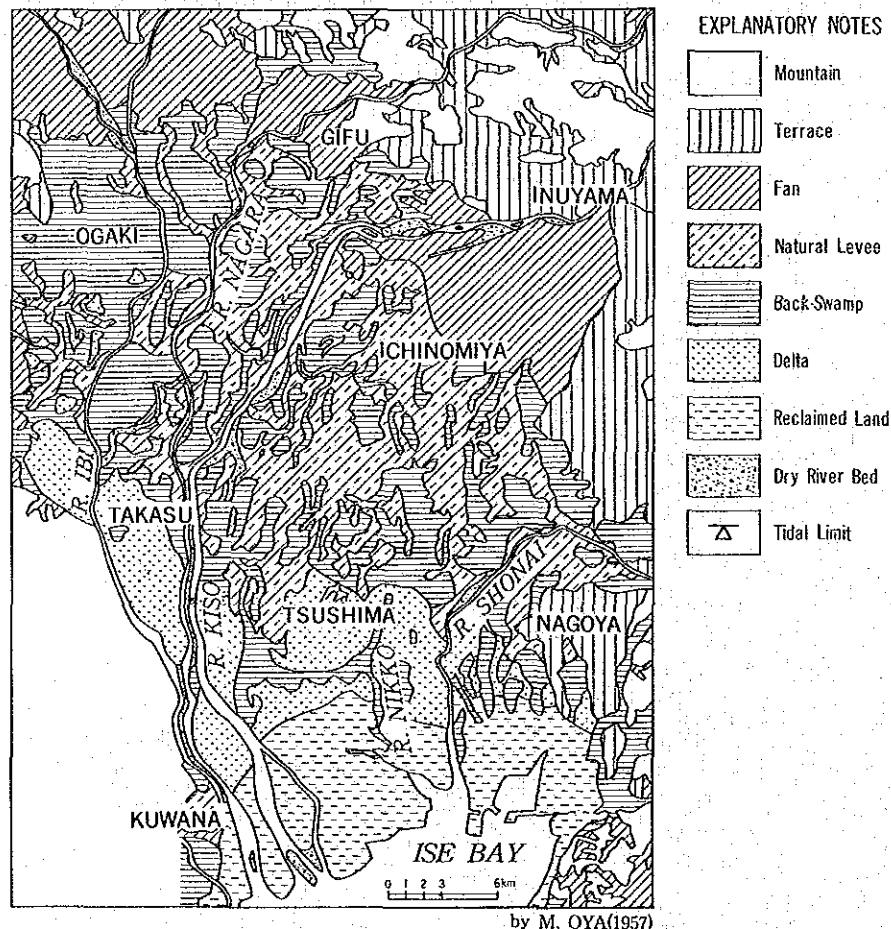 EXPLANATORY NOTES
Mountain
Terrace
Fan
Natural Levee
Back-Swamp
Delta
Reclaimed Land
Dry River Bed
Tidal Limit
GIFU
INUYAMA
OGAKI
R. NAGARA
ICHINOMIYA
R. IBI
TAKASU
R. KISO
TSUSHIMA
R. SHONAI
NAGOYA
R. NIKKO
KUWANA
ISE BAY
0 1 2 3 6km
by M. OYA(1957)